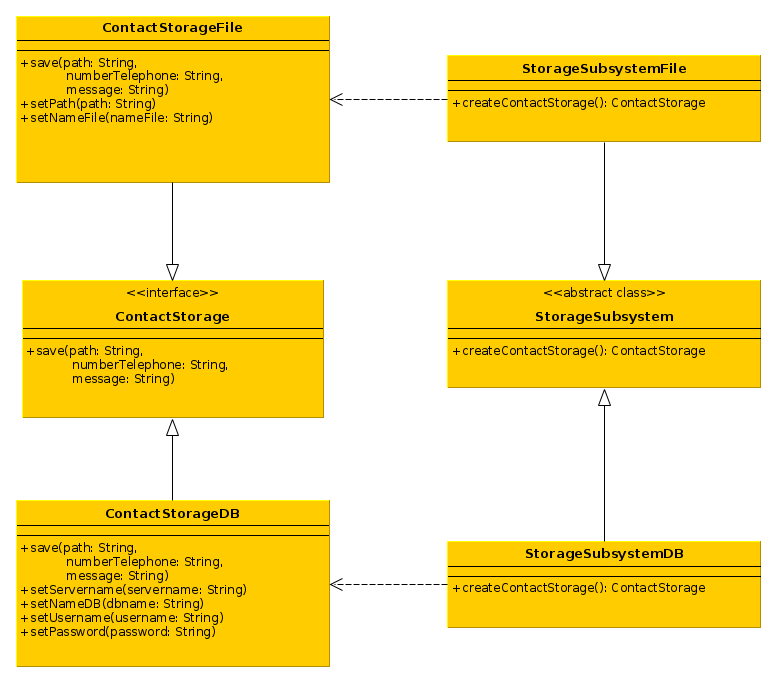 ContactStorageFile
+save(path: String,
numberTelephone: String,
message: String)
+setPath(path: String)
+setNameFile(nameFile: String)
StorageSubsystemFile
+createContactStorage(): ContactStorage
<<interface>>
ContactStorage
+save(path: String,
numberTelephone: String,
message: String)
<<abstract class>>
StorageSubsystem
+createContactStorage(): ContactStorage
ContactStorageDB
+save(path: String,
numberTelephone: String,
message: String)
+setServername(servername: String)
+setNameDB(dbname: String)
+setUsername(username: String)
+setPassword(password: String)
StorageSubsystemDB
+createContactStorage(): ContactStorage